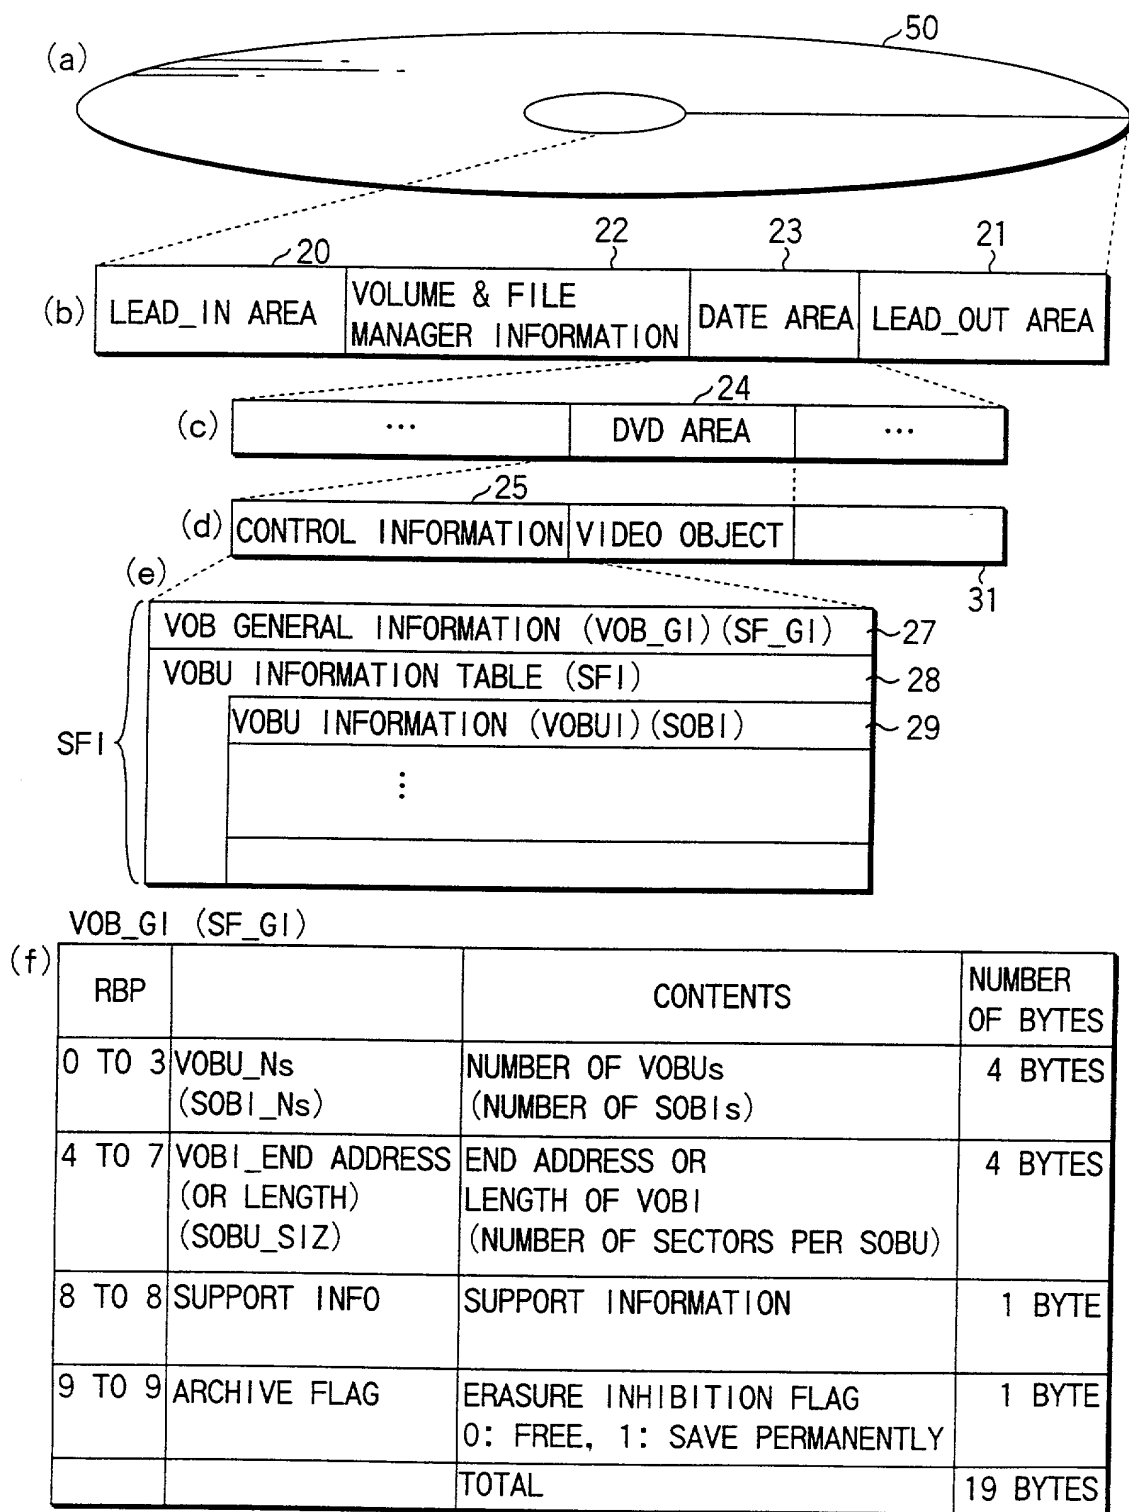 50
(a)
20
22
23
21
(b)
LEAD_IN AREA
VOLUME & FILE
MANAGER INFORMATION
DATE AREA
LEAD_OUT AREA
24
(c)
...
DVD AREA
...
25
(d)
CONTROL INFORMATION
VIDEO OBJECT
31
(e)
VOB GENERAL INFORMATION (VOB_GI)(SF_GI)
27
VOBU INFORMATION TABLE (SFI)
28
VOBU INFORMATION (VOBUI)(SOBI)
29
SFI
⋮
VOB_GI (SF_GI)
(f)
RBP
CONTENTS
NUMBER
OF BYTES
0 TO 3
VOBU_Ns
(SOBI_Ns)
NUMBER OF VOBUs
(NUMBER OF SOBIs)
4 BYTES
4 TO 7
VOBI_END ADDRESS
(OR LENGTH)
(SOBU_SIZ)
END ADDRESS OR
LENGTH OF VOBI
(NUMBER OF SECTORS PER SOBU)
4 BYTES
8 TO 8
SUPPORT INFO
SUPPORT INFORMATION
1 BYTE
9 TO 9
ARCHIVE FLAG
ERASURE INHIBITION FLAG
0: FREE, 1: SAVE PERMANENTLY
1 BYTE
TOTAL
19 BYTES